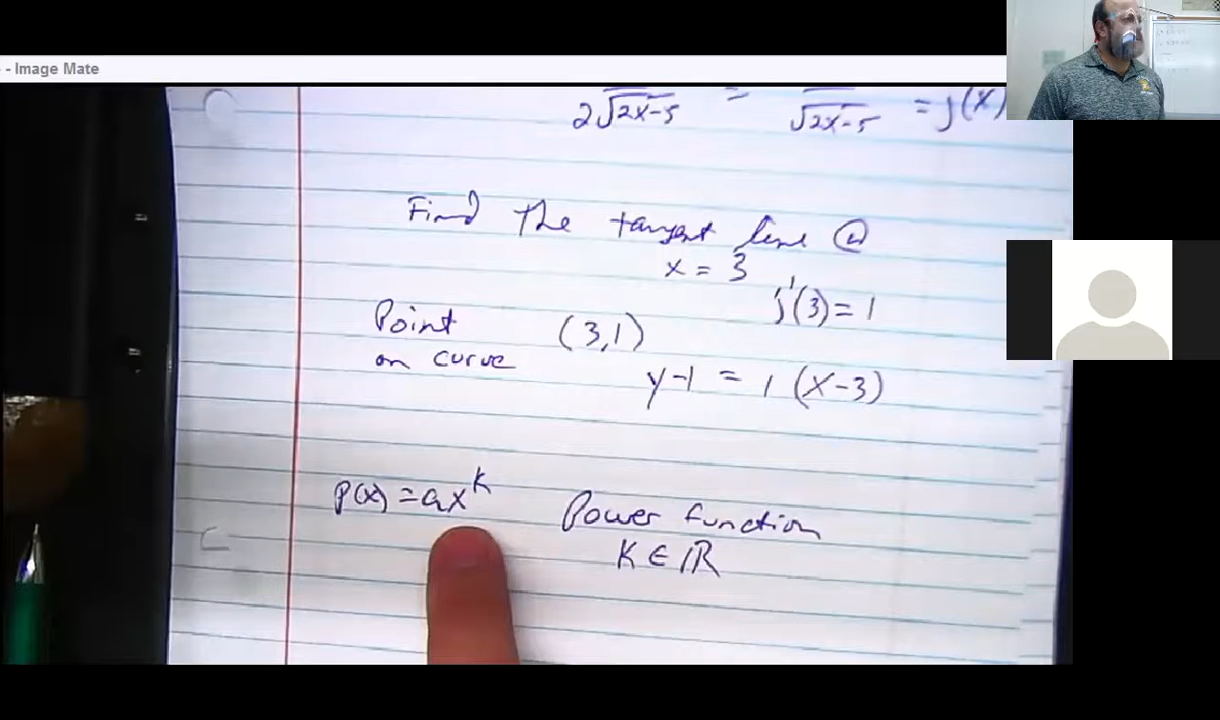 - Image Mate
2√2x-5 = √2x-5 = j'(x)
Find the tangent line @
x = 3
j'(3) = 1
Point
on curve
(3,1)
y-1 = 1 (x-3)
p(x) = ax^k
Power function
K ∈ ℝ